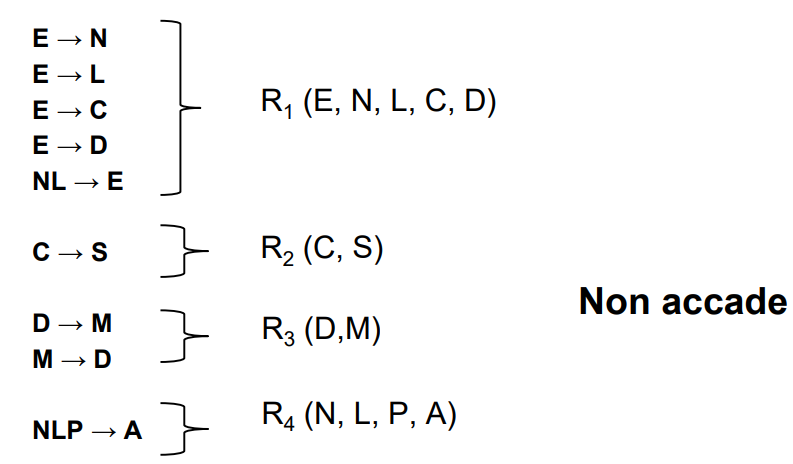 E → N
E → L
E → C
E → D
NL → E
R₁ (E, N, L, C, D)
C → S
R₂ (C, S)
Non accade
D → M
M → D
R₃ (D,M)
NLP → A
R₄ (N, L, P, A)